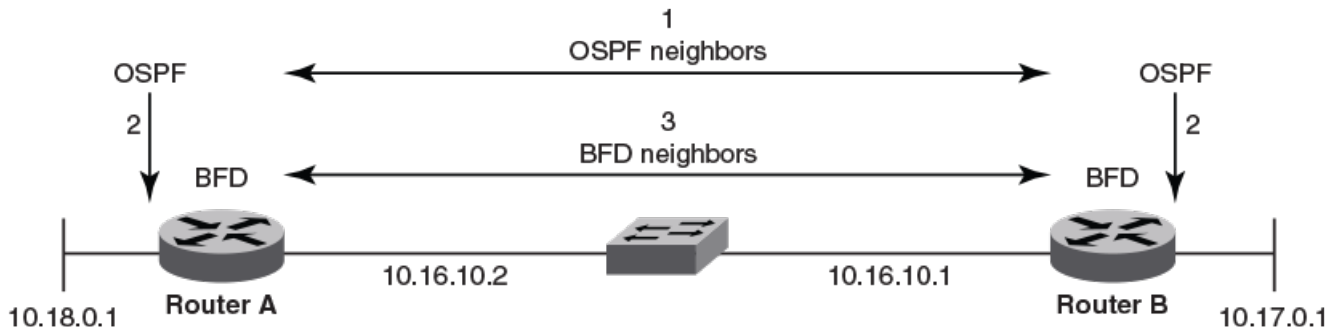 1
OSPF neighbors
OSPF
OSPF
2
2
3
BFD neighbors
BFD
BFD
10.16.10.2
10.16.10.1
Router A
Router B
10.18.0.1
10.17.0.1